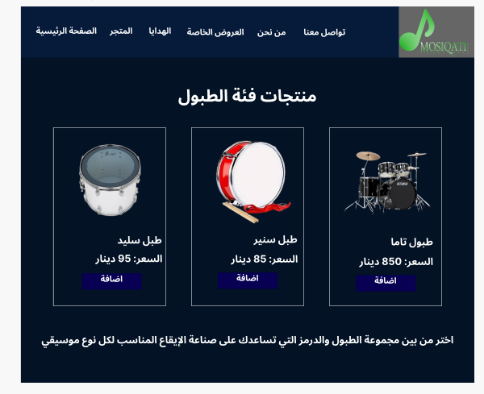 MOSIQATI
تواصل معنا من نحن العروض الخاصة الهدايا المتجر الصفحة الرئيسية
منتجات فئة الطبول
طبول تاما
السعر: 850 دينار
اضافة
طبل سنير
السعر: 85 دينار
اضافة
طبل سليد
السعر: 95 دينار
اضافة
اختر من بين مجموعة الطبول والدرمز التي تساعدك على صناعة الإيقاع المناسب لكل نوع موسيقي